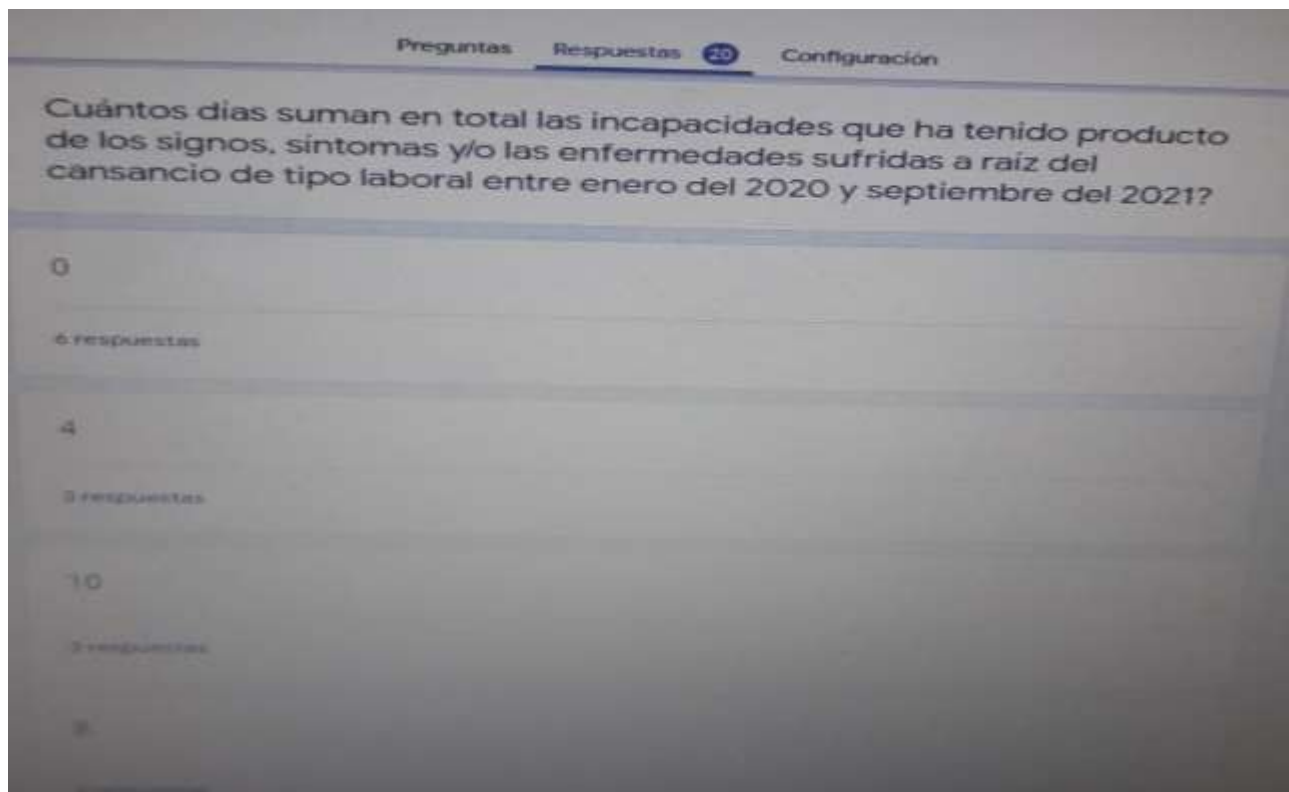 Preguntas Respuestas 20 Configuración
Cuántos días suman en total las incapacidades que ha tenido producto
de los signos, síntomas y/o las enfermedades sufridas a raíz del
cansancio de tipo laboral entre enero del 2020 y septiembre del 2021?
0
6 respuestas
4
3 respuestas
10
respuestas